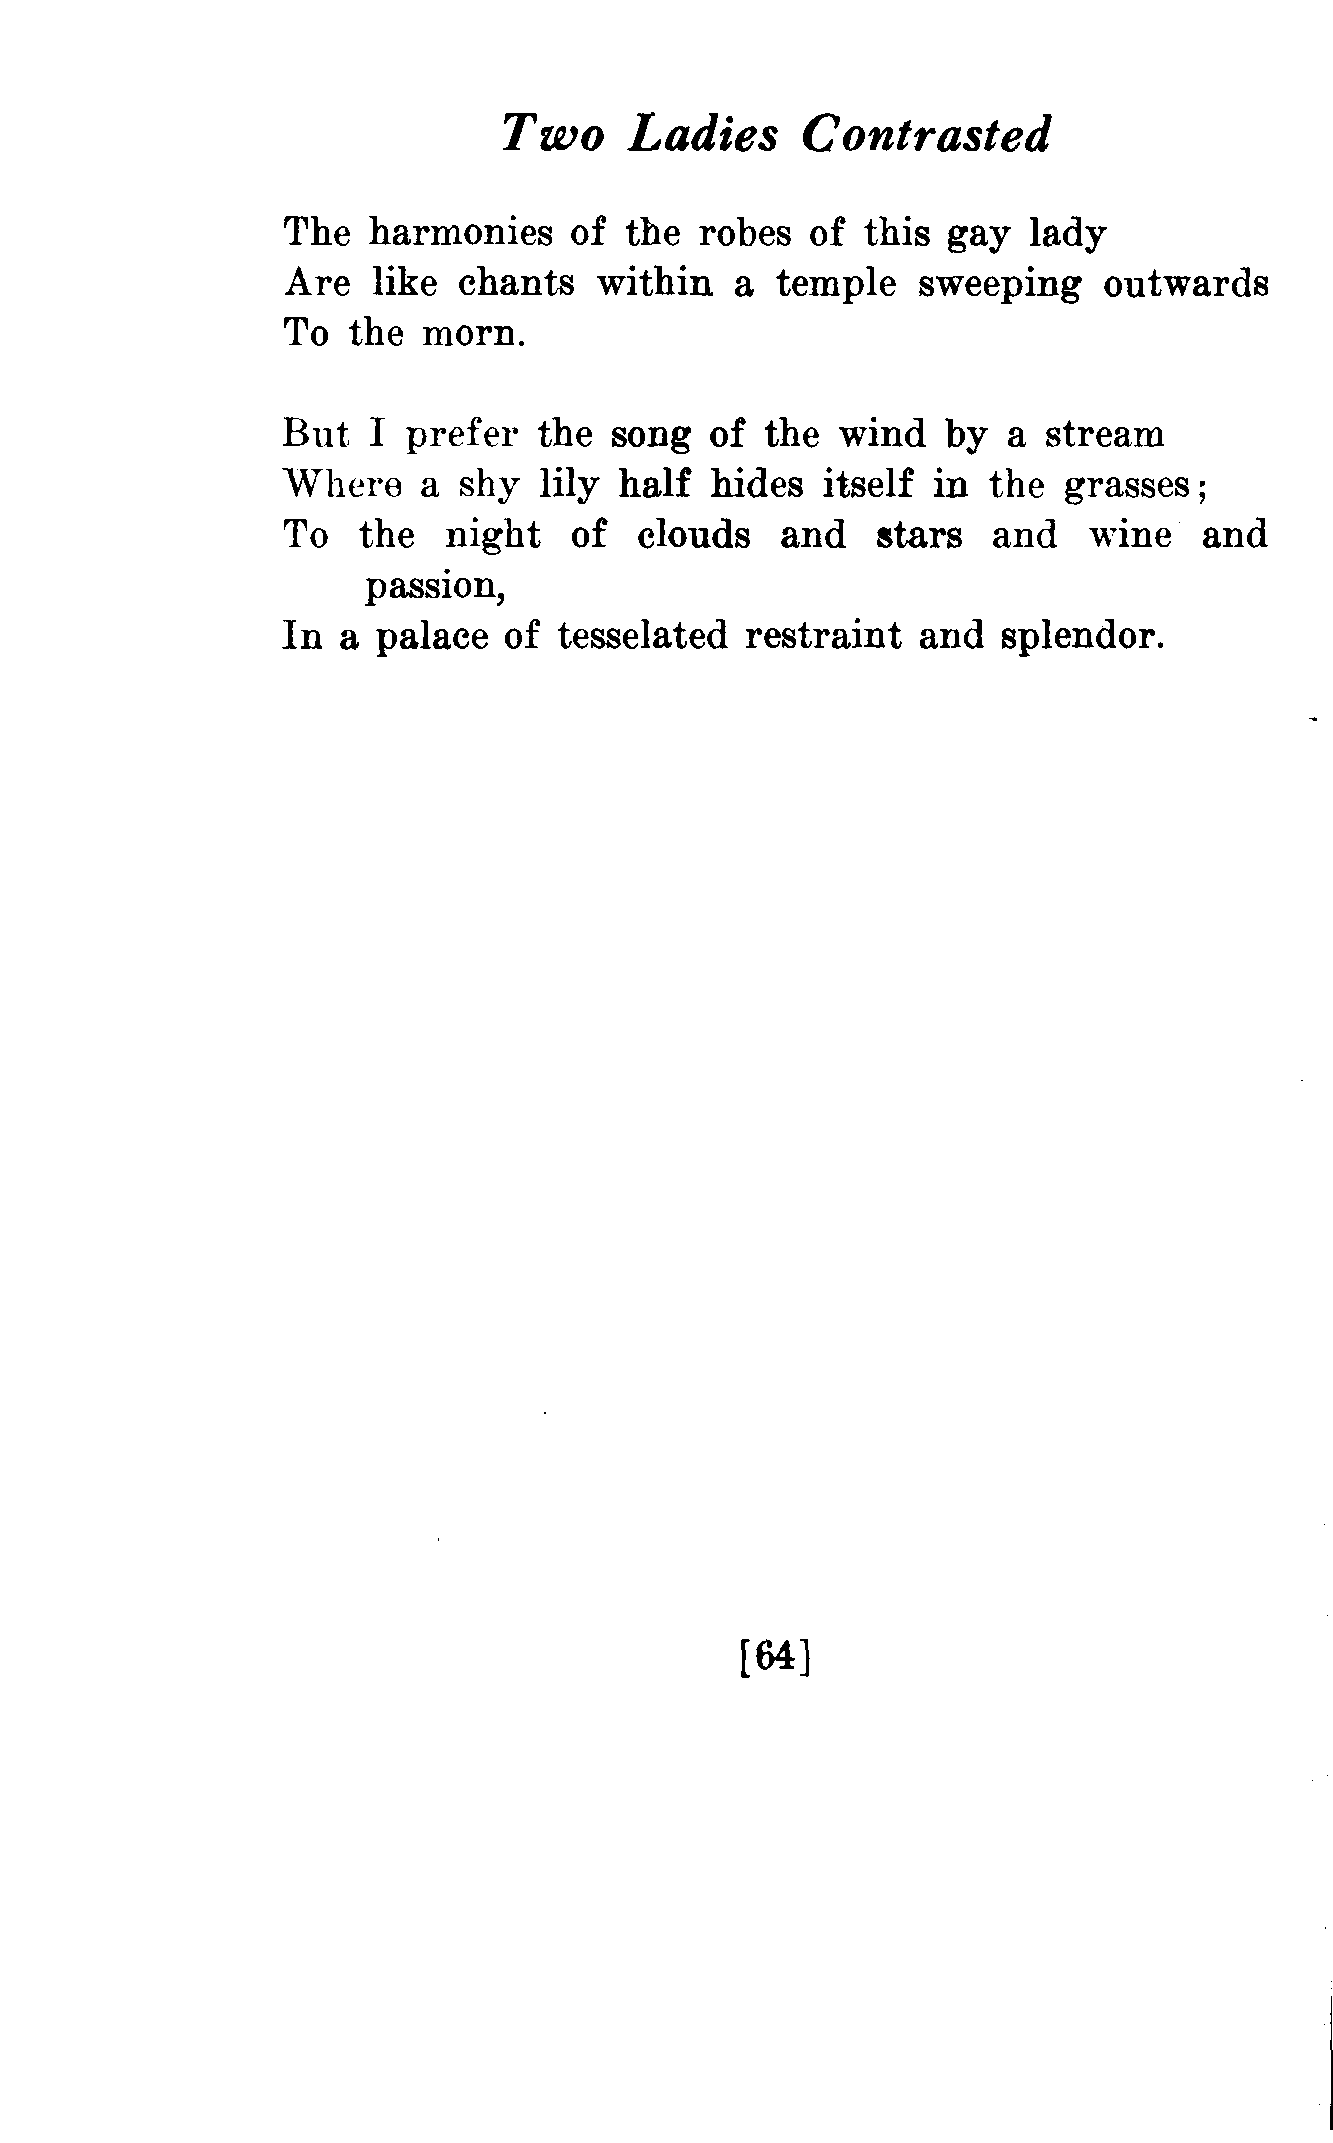 Two Ladies Contrasted
The harmonies of the robes of this gay lady
Are like chants within a temple sweeping outwards
To the morn.
But I prefer the song of the wind by a stream
Where a shy lily half hides itself in the grasses;
To the night of clouds and stars and wine and
passion,
In a palace of tesselated restraint and splendor.
[64]